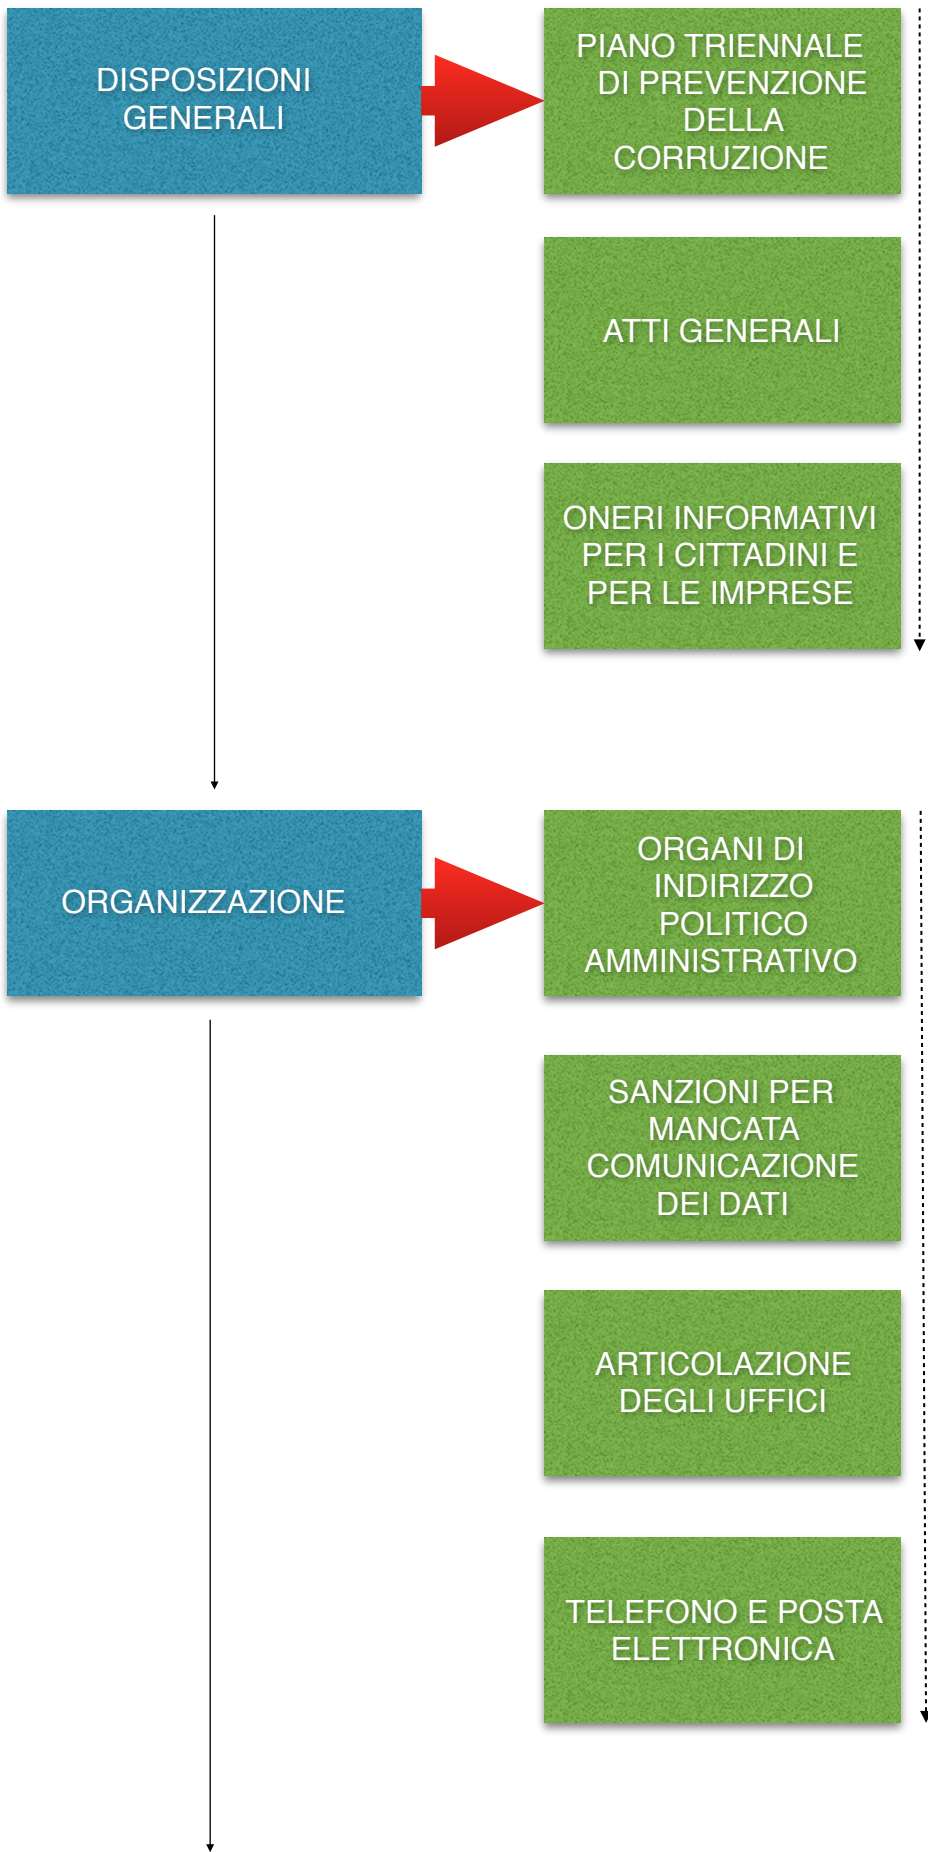 DISPOSIZIONI
GENERALI
PIANO TRIENNALE
DI PREVENZIONE
DELLA
CORRUZIONE
ATTI GENERALI
ONERI INFORMATIVI
PER I CITTADINI E
PER LE IMPRESE
ORGANIZZAZIONE
ORGANI DI
INDIRIZZO
POLITICO
AMMINISTRATIVO
SANZIONI PER
MANCATA
COMUNICAZIONE
DEI DATI
ARTICOLAZIONE
DEGLI UFFICI
TELEFONO E POSTA
ELETTRONICA